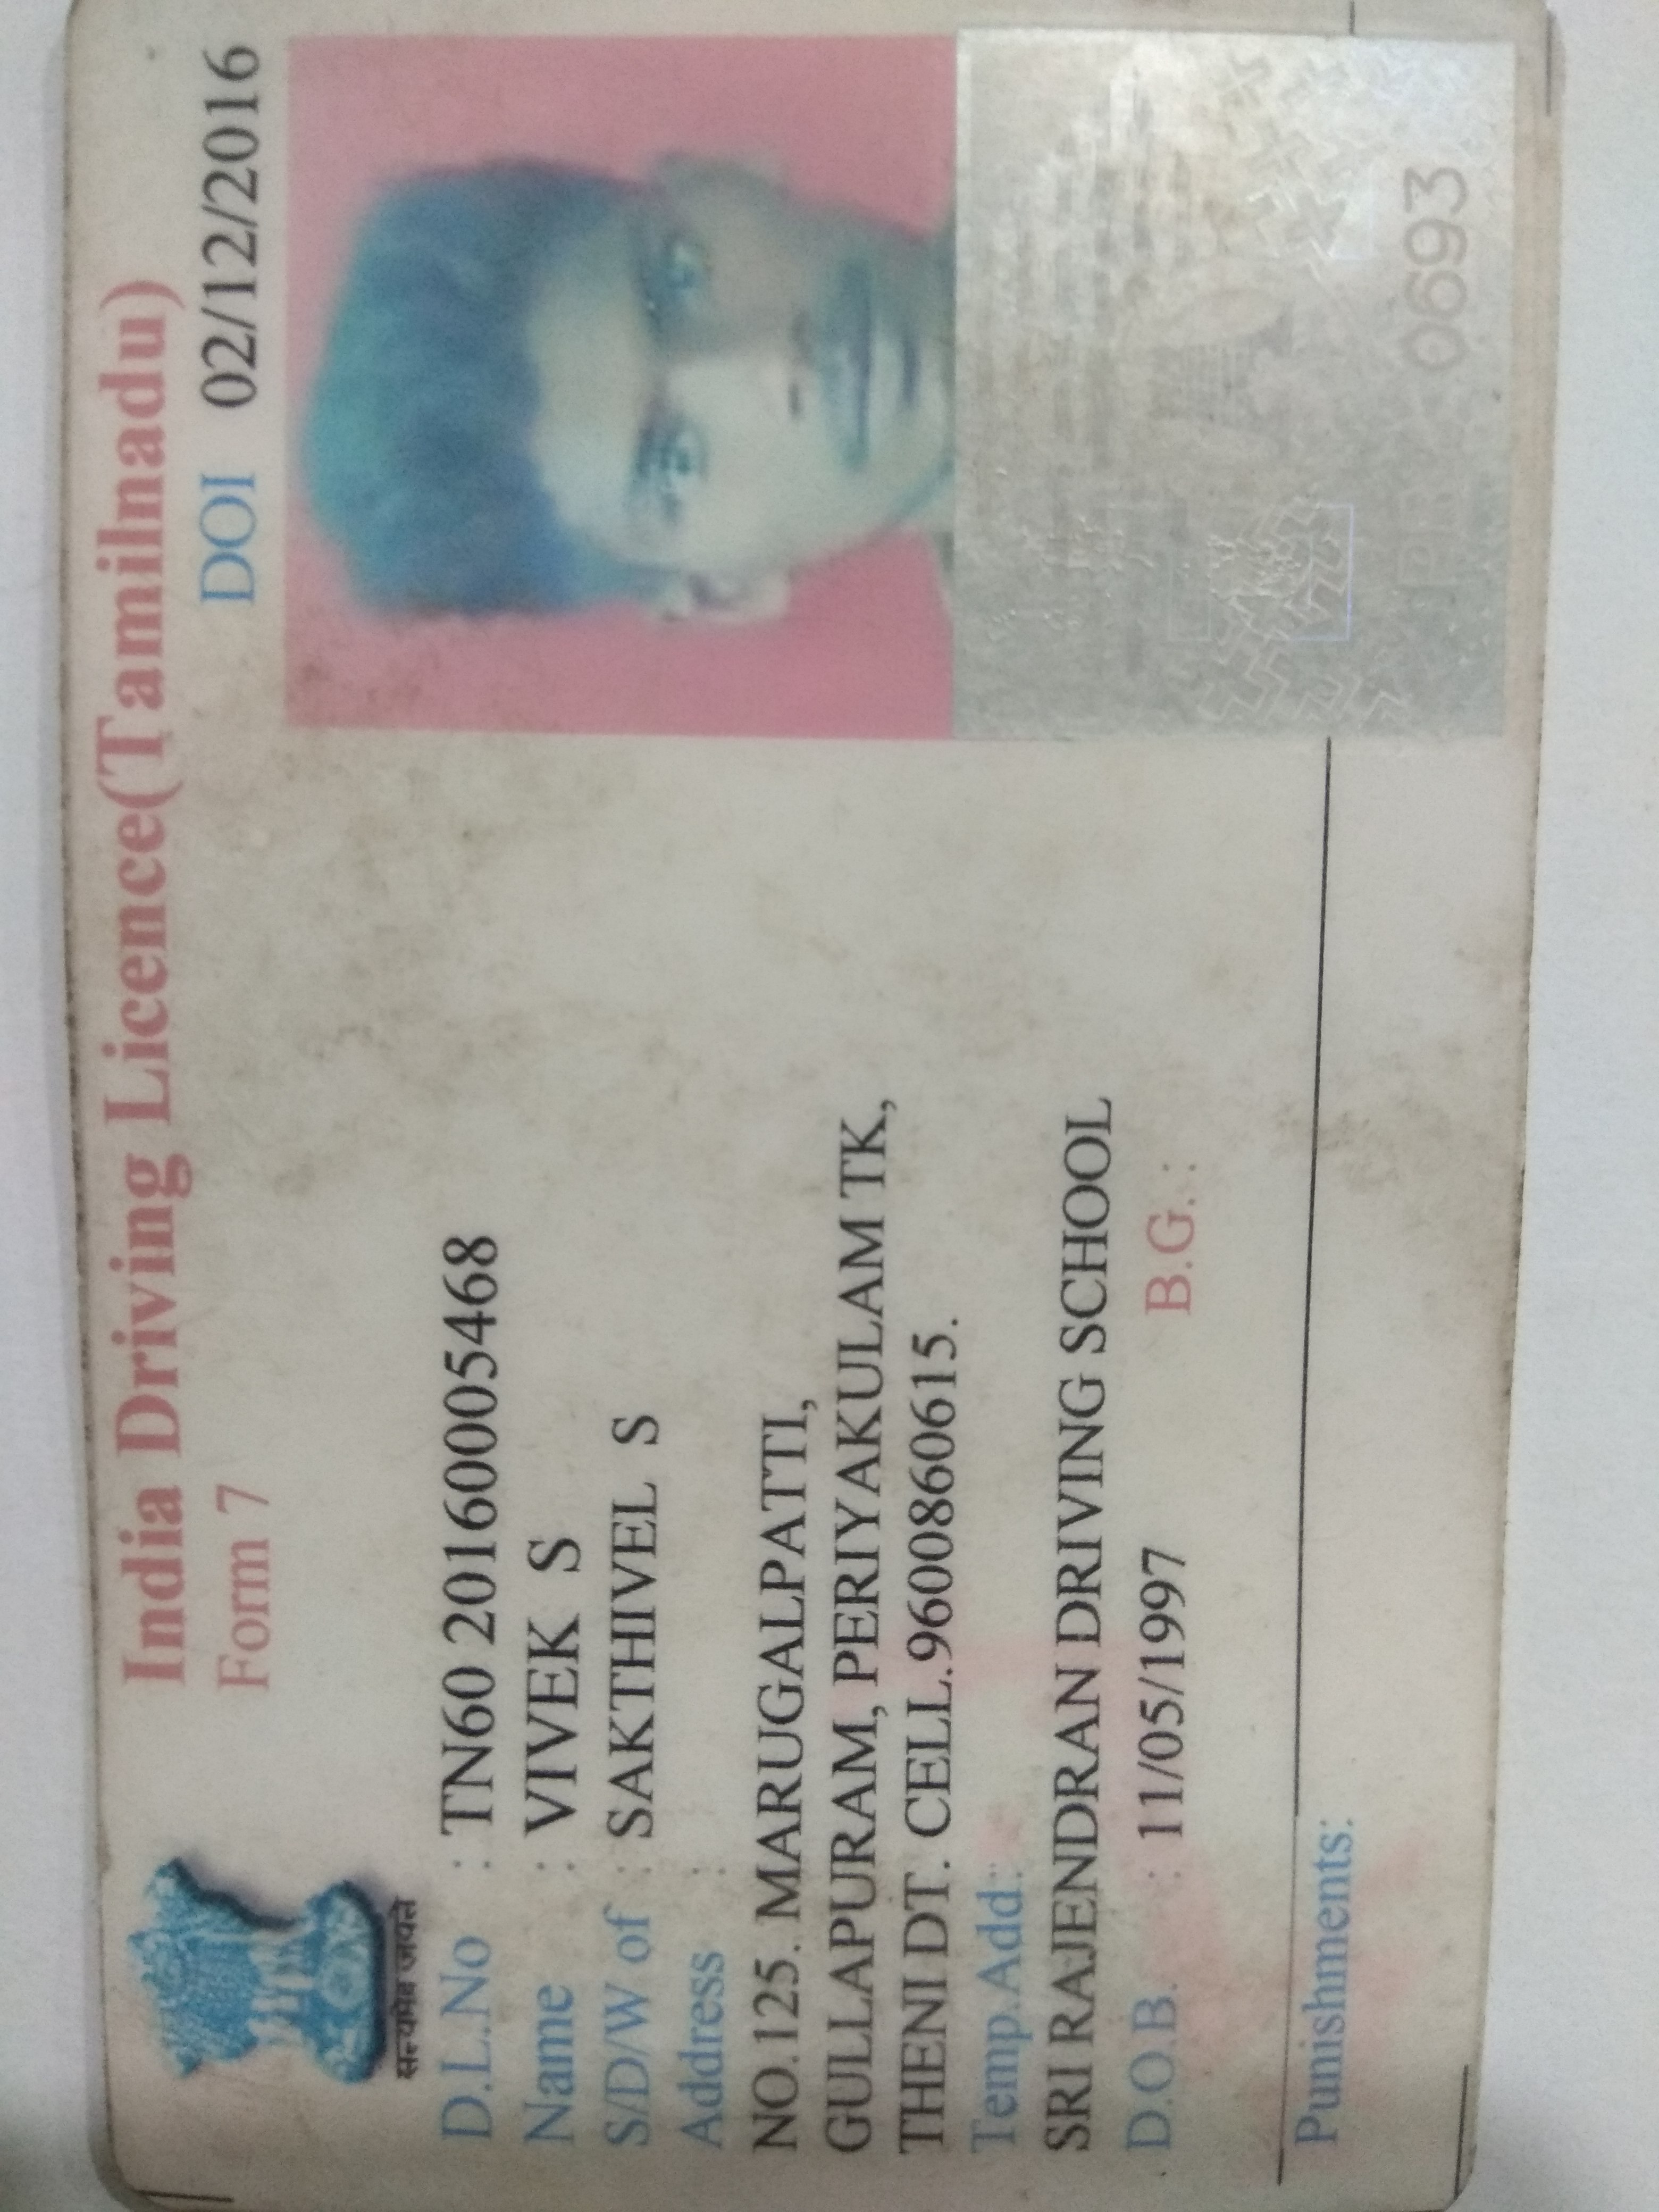 India Driving Licence(Tamilnadu)
Form 7
DOI 02/12/2016
सत्यमेव जयते
D.L.No : TN60 20160005468
Name : VIVEK S
S/D/W of : SAKTHIVEL S
Address :
NO.125. MARUGALPATTI,
GULLAPURAM, PERIYAKULAM TK,
THENI DT. CELL.9600860615.
Temp.Add.:
SRI RAJENDRAN DRIVING SCHOOL
D.O.B. : 11/05/1997 B.G. :
Punishments:
0693